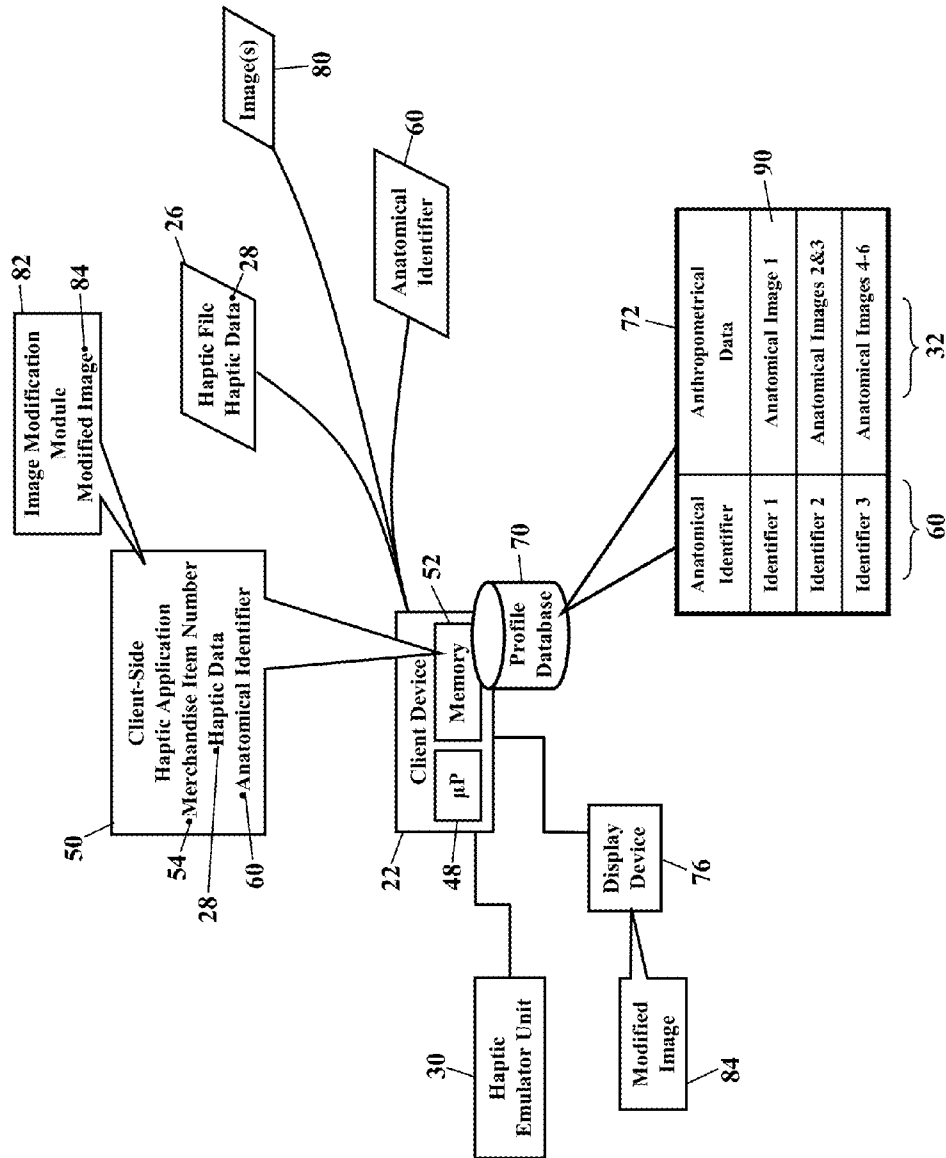 Image Modification
Module
Modified Image•
82
84
Client-Side
Haptic Application
•Merchandise Item Number
•Haptic Data
•Anatomical Identifier
50
54
28
60
26
Haptic File
Haptic Data•
28
Image(s)
80
60
Anatomical
Identifier
Client Device
µP
Memory
22
48
52
70
Profile
Database
30
Haptic
Emulator Unit
Display
Device
76
Modified
Image
84
72
90
Anatomical
Identifier
Anthropometrical
Data
Identifier 1
Anatomical Image 1
Identifier 2
Anatomical Images 2&3
Identifier 3
Anatomical Images 4-6
60
32